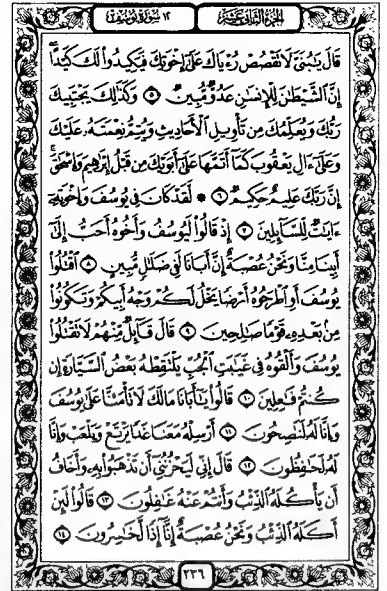 الجزء الثاني عشر
١٢ سورة يوسف
قَالَ يَٰبُنَىَّ لَا تَقْصُصْ رُءْيَاكَ عَلَىٰٓ إِخْوَتِكَ فَيَكِيدُوا۟ لَكَ كَيْدًا ۖ
إِنَّ ٱلشَّيْطَٰنَ لِلْإِنسَٰنِ عَدُوٌّ مُّبِينٌ ٥ وَكَذَٰلِكَ يَجْتَبِيكَ
رَبُّكَ وَيُعَلِّمُكَ مِن تَأْوِيلِ ٱلْأَحَادِيثِ وَيُتِمُّ نِعْمَتَهُۥ عَلَيْكَ
وَعَلَىٰٓ ءَالِ يَعْقُوبَ كَمَآ أَتَمَّهَا عَلَىٰٓ أَبَوَيْكَ مِن قَبْلُ إِبْرَٰهِيمَ وَإِسْحَٰقَ ۚ
إِنَّ رَبَّكَ عَلِيمٌ حَكِيمٌ ٦ ۞ لَّقَدْ كَانَ فِى يُوسُفَ وَإِخْوَتِهِۦٓ
ءَايَٰتٌ لِّلسَّآئِلِينَ ٧ إِذْ قَالُوا۟ لَيُوسُفُ وَأَخُوهُ أَحَبُّ إِلَىٰٓ
أَبِينَا مِنَّا وَنَحْنُ عُصْبَةٌ إِنَّ أَبَانَا لَفِى ضَلَٰلٍ مُّبِينٍ ٨ ٱقْتُلُوا۟
يُوسُفَ أَوِ ٱطْرَحُوهُ أَرْضًا يَخْلُ لَكُمْ وَجْهُ أَبِيكُمْ وَتَكُونُوا۟
مِنۢ بَعْدِهِۦ قَوْمًا صَٰلِحِينَ ٩ قَالَ قَآئِلٌ مِّنْهُمْ لَا تَقْتُلُوا۟
يُوسُفَ وَأَلْقُوهُ فِى غَيَٰبَتِ ٱلْجُبِّ يَلْتَقِطْهُ بَعْضُ ٱلسَّيَّارَةِ إِن
كُنتُمْ فَٰعِلِينَ ١٠ قَالُوا۟ يَٰٓأَبَانَا مَا لَكَ لَا تَأْمَ۫نَّا عَلَىٰ يُوسُفَ
وَإِنَّا لَهُۥ لَنَٰصِحُونَ ١١ أَرْسِلْهُ مَعَنَا غَدًا يَرْتَعْ وَيَلْعَبْ وَإِنَّا
لَهُۥ لَحَٰفِظُونَ ١٢ قَالَ إِنِّى لَيَحْزُنُنِىٓ أَن تَذْهَبُوا۟ بِهِۦ وَأَخَافُ
أَن يَأْكُلَهُ ٱلذِّئْبُ وَأَنتُمْ عَنْهُ غَٰفِلُونَ ١٣ قَالُوا۟ لَئِنْ
أَكَلَهُ ٱلذِّئْبُ وَنَحْنُ عُصْبَةٌ إِنَّآ إِذًا لَّخَٰسِرُونَ ١٤
٢٣٦